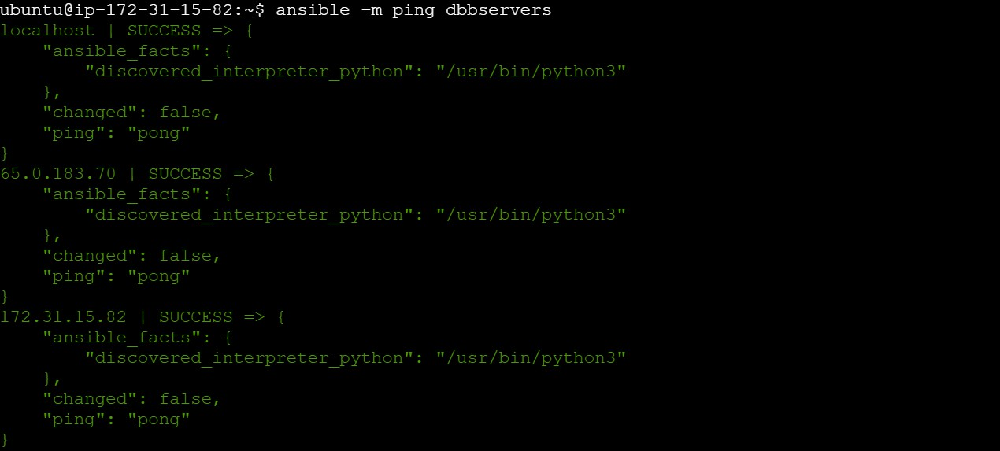 ubuntu@ip-172-31-15-82:~$ ansible -m ping dbbservers
localhost | SUCCESS => {
    "ansible_facts": {
        "discovered_interpreter_python": "/usr/bin/python3"
    },
    "changed": false,
    "ping": "pong"
}
65.0.183.70 | SUCCESS => {
    "ansible_facts": {
        "discovered_interpreter_python": "/usr/bin/python3"
    },
    "changed": false,
    "ping": "pong"
}
172.31.15.82 | SUCCESS => {
    "ansible_facts": {
        "discovered_interpreter_python": "/usr/bin/python3"
    },
    "changed": false,
    "ping": "pong"
}